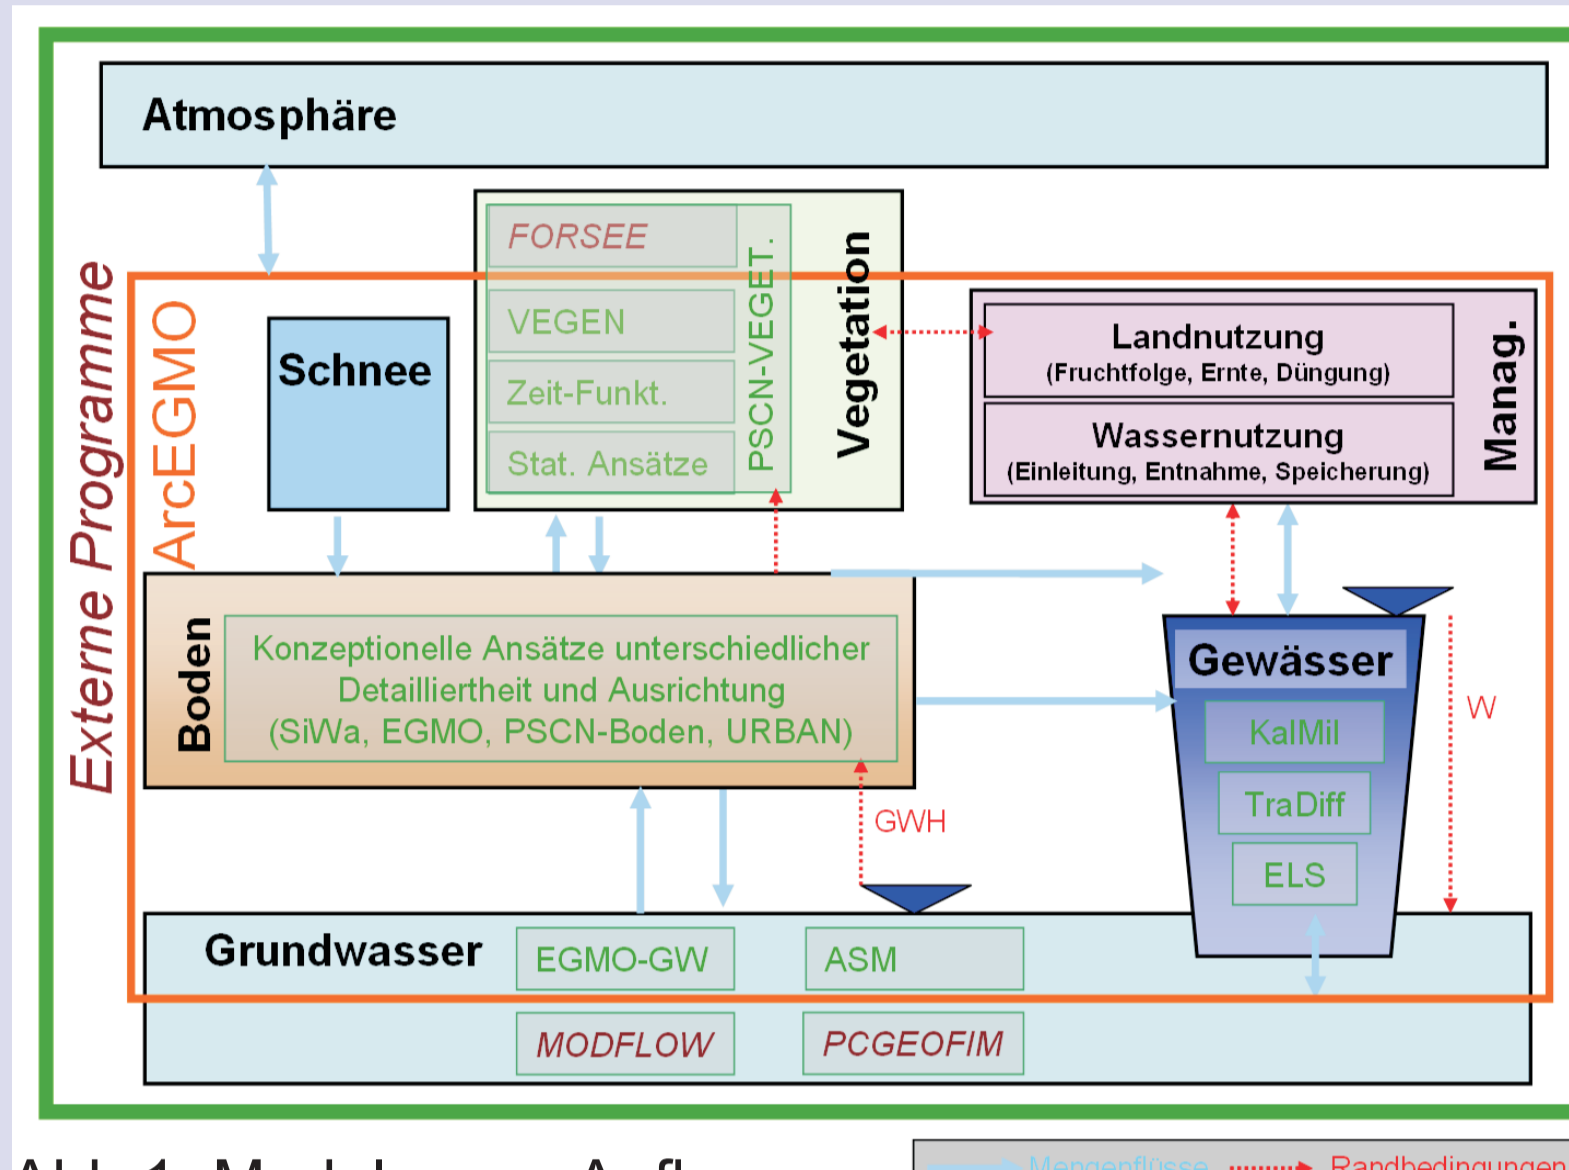 Atmosphäre
Externe Programme
ArcEGMO
Schnee
FORSEE
VEGEN
Zeit-Funkt.
Stat. Ansätze
PSCN-VEGET.
Vegetation
Landnutzung
(Fruchtfolge, Ernte, Düngung)
Wassernutzung
(Einleitung, Entnahme, Speicherung)
Manag.
Boden
Konzeptionelle Ansätze unterschiedlicher
Detailliertheit und Ausrichtung
(SiWa, EGMO, PSCN-Boden, URBAN)
Gewässer
KalMil
TraDiff
ELS
W
GWH
Grundwasser
EGMO-GW
ASM
MODFLOW
PCGEOFIM
Mengenflüsse
Randbedingungen